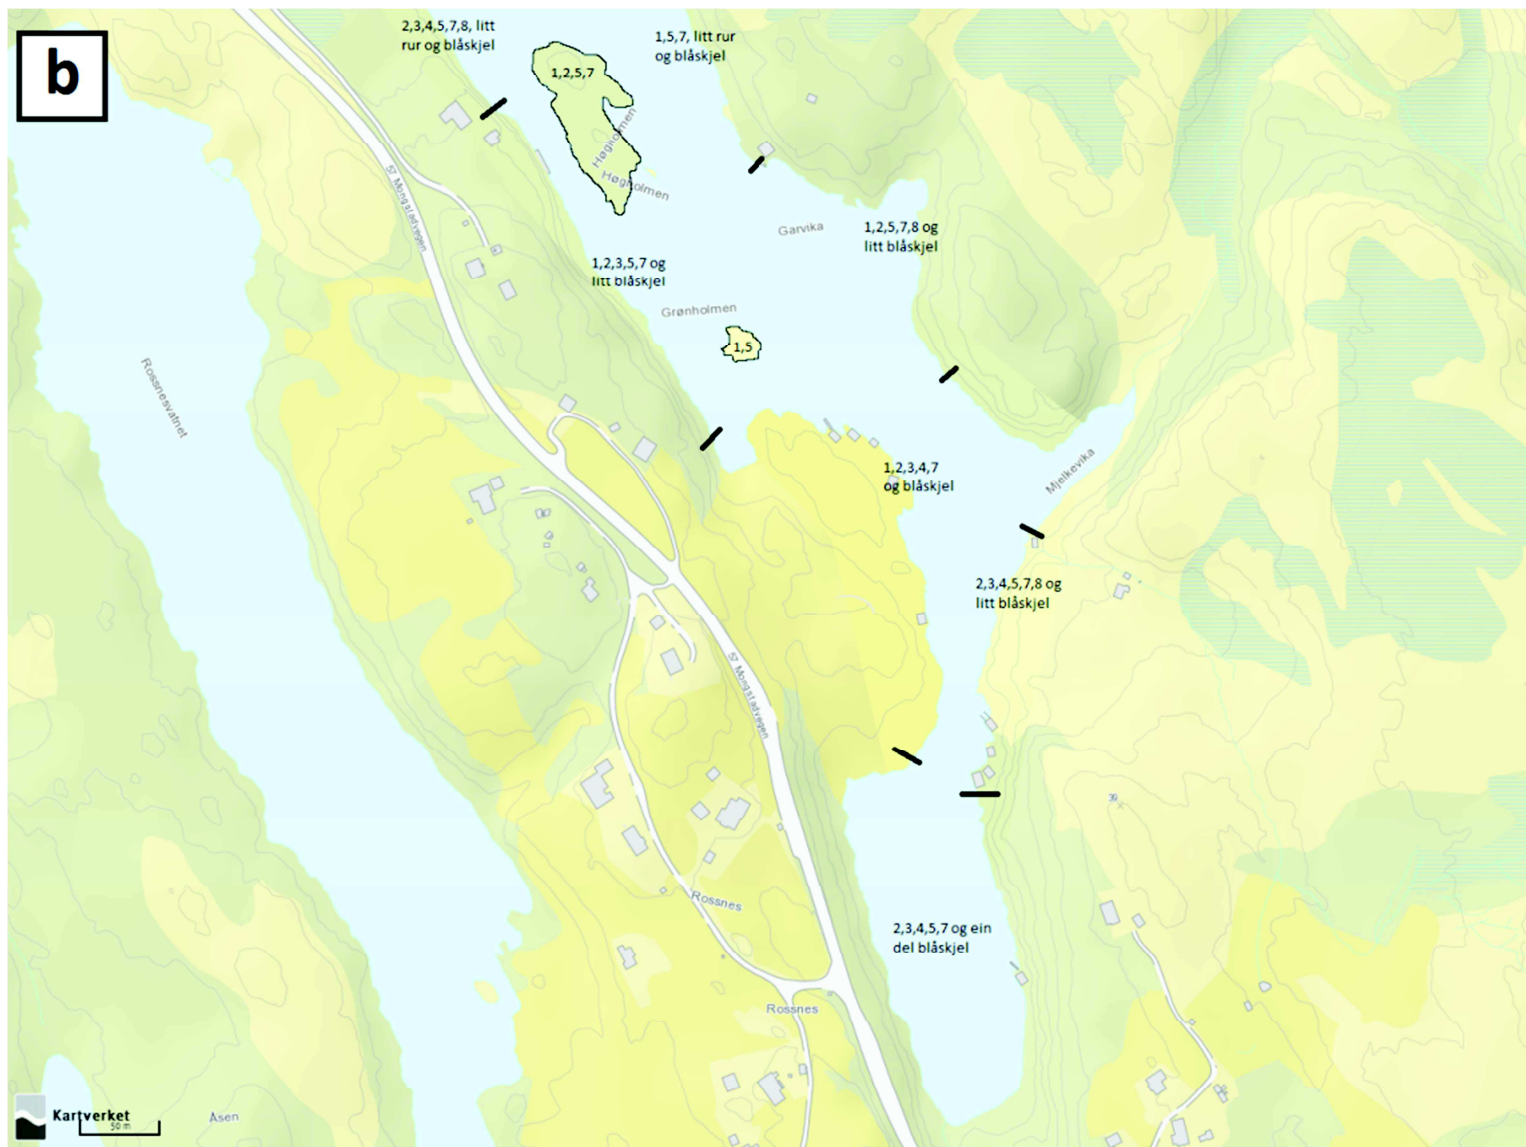 b
2,3,4,5,7,8, litt
rur og blåskjel
1,5,7, litt rur
og blåskjel
1,2,5,7
Høgholmen
Høgholmen
57 Mongstadvegen
Garvika
1,2,5,7,8 og
litt blåskjel
1,2,3,5,7 og
litt blåskjel
Grønholmen
1,5
Rossnesvatnet
1,2,3,4,7
og blåskjel
Mjelkevika
2,3,4,5,7,8 og
litt blåskjel
57 Mongstadvegen
39
Rossnes
2,3,4,5,7 og ein
del blåskjel
Rossnes
Kartverket
50 m
Åsen